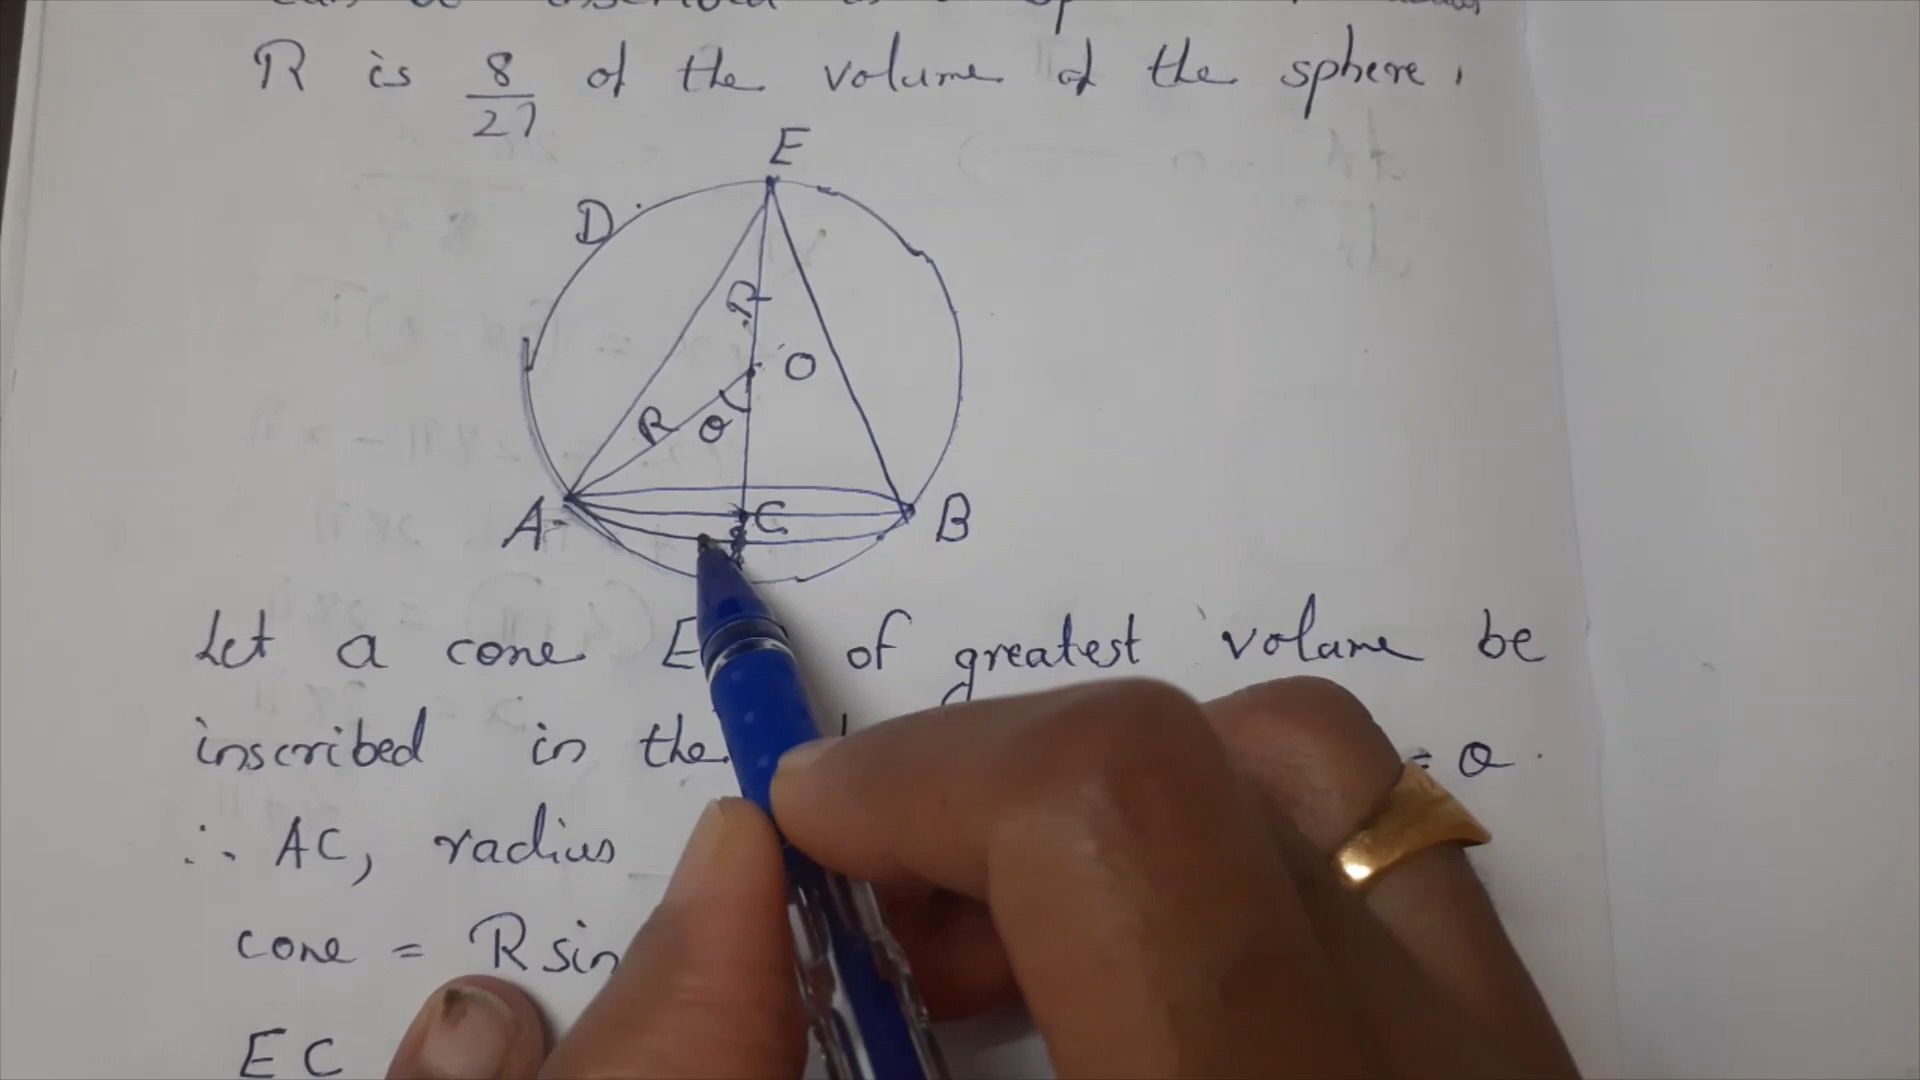 R is 8/27 of the volume of the sphere.
E
D
R
O
R θ
A C B
Let a cone E of greatest volume be
inscribed in the = θ.
∴ AC, radius
cone = R sin
EC